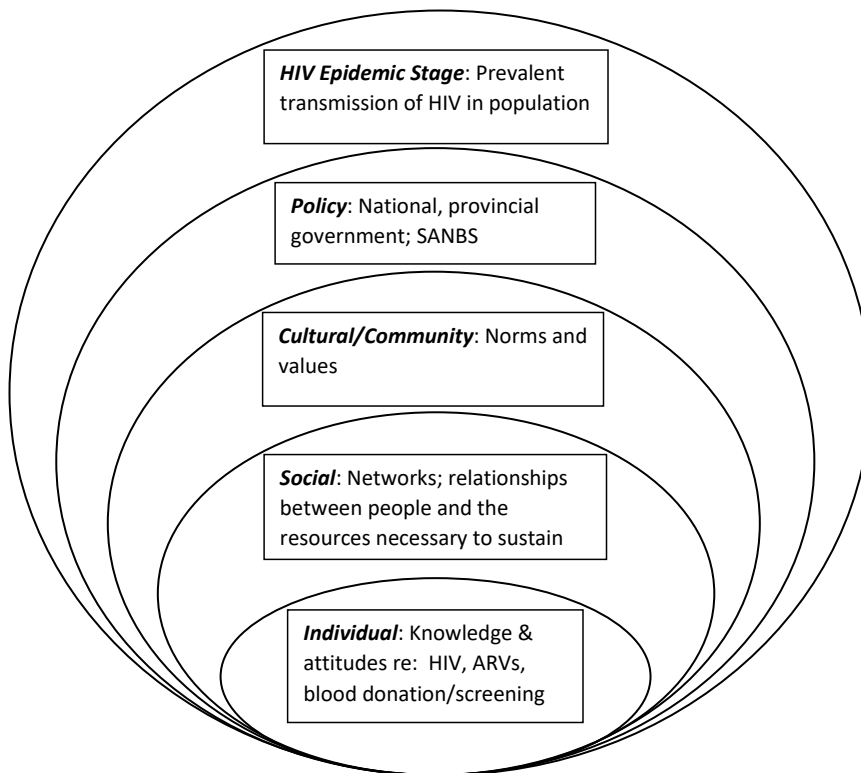 HIV Epidemic Stage: Prevalent
transmission of HIV in population
Policy: National, provincial
government; SANBS
Cultural/Community: Norms and
values
Social: Networks; relationships
between people and the
resources necessary to sustain
Individual: Knowledge &
attitudes re:  HIV, ARVs,
blood donation/screening